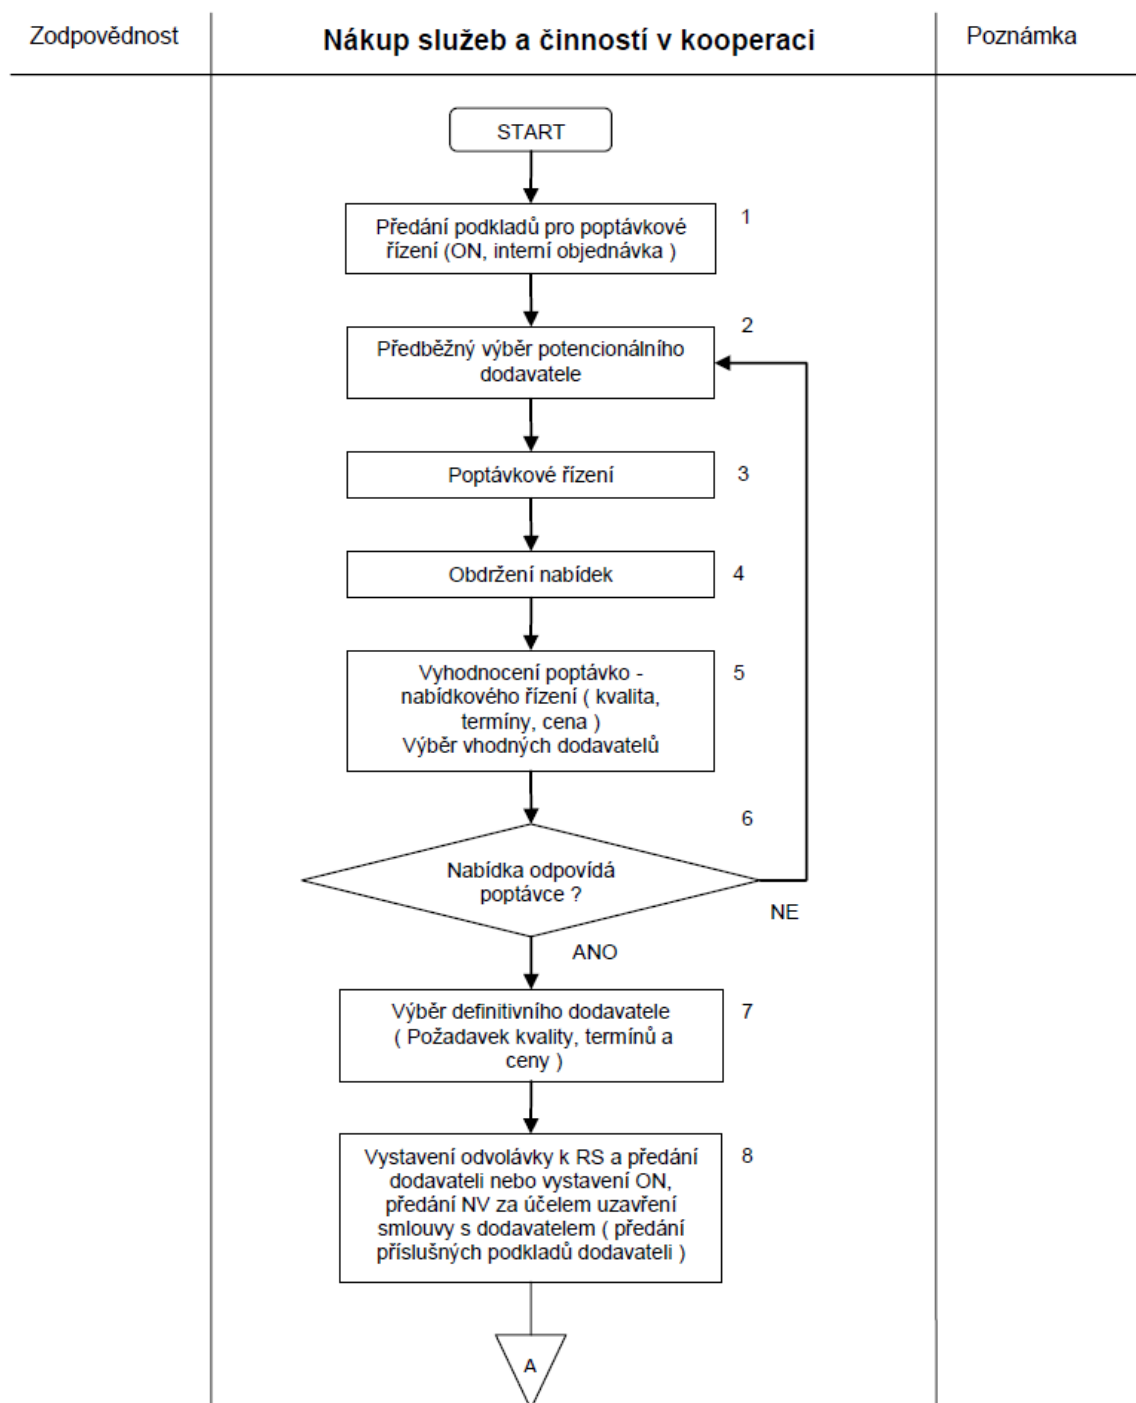 Zodpovědnost
Nákup služeb a činností v kooperaci
Poznámka
START
1
Předání podkladů pro poptávkové
řízení (ON, interní objednávka )
2
Předběžný výběr potencionálního
dodavatele
Poptávkové řízení
3
Obdržení nabídek
4
Vyhodnocení poptávko -
nabídkového řízení ( kvalita,
termíny, cena )
Výběr vhodných dodavatelů
5
6
Nabídka odpovídá
poptávce ?
NE
ANO
Výběr definitivního dodavatele
( Požadavek kvality, termínů a
ceny )
7
Vystavení odvolávky k RS a předání
dodavateli nebo vystavení ON,
předání NV za účelem uzavření
smlouvy s dodavatelem ( předání
příslušných podkladů dodavateli )
8
A